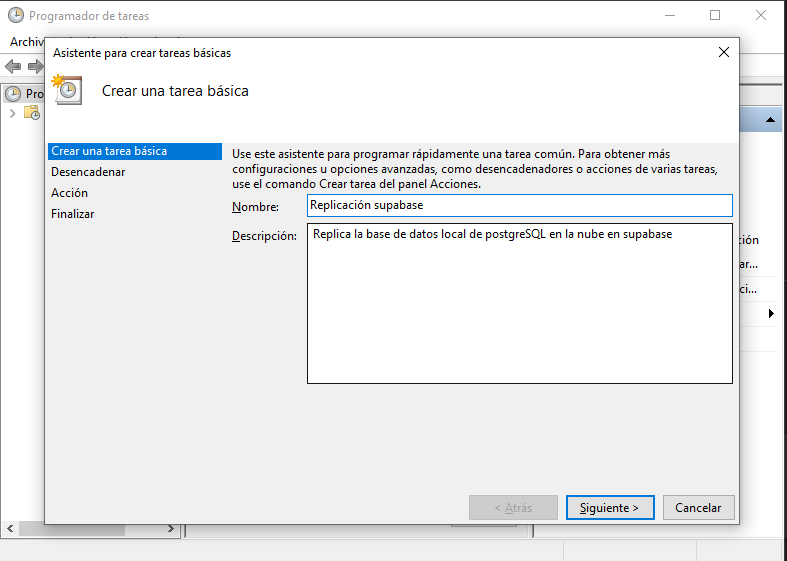 Programador de tareas
Archiv
Asistente para crear tareas básicas
Crear una tarea básica
Pro
Crear una tarea básica
Desencadenar
Acción
Finalizar
Use este asistente para programar rápidamente una tarea común. Para obtener más
configuraciones u opciones avanzadas, como desencadenadores o acciones de varias tareas,
use el comando Crear tarea del panel Acciones.
Nombre:
Replicación supabase
Descripción:
Replica la base de datos local de postgreSQL en la nube en supabase
ción
ar...
ci...
< Atrás
Siguiente >
Cancelar